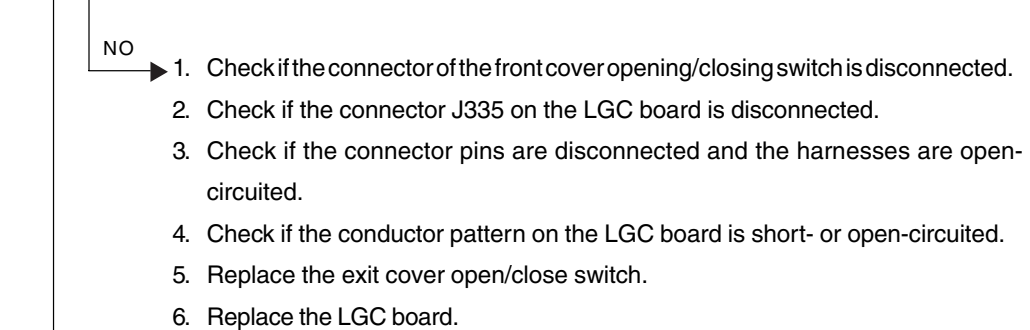 NO
1. Check if the connector of the front cover opening/closing switch is disconnected.
2. Check if the connector J335 on the LGC board is disconnected.
3. Check if the connector pins are disconnected and the harnesses are open-
circuited.
4. Check if the conductor pattern on the LGC board is short- or open-circuited.
5. Replace the exit cover open/close switch.
6. Replace the LGC board.